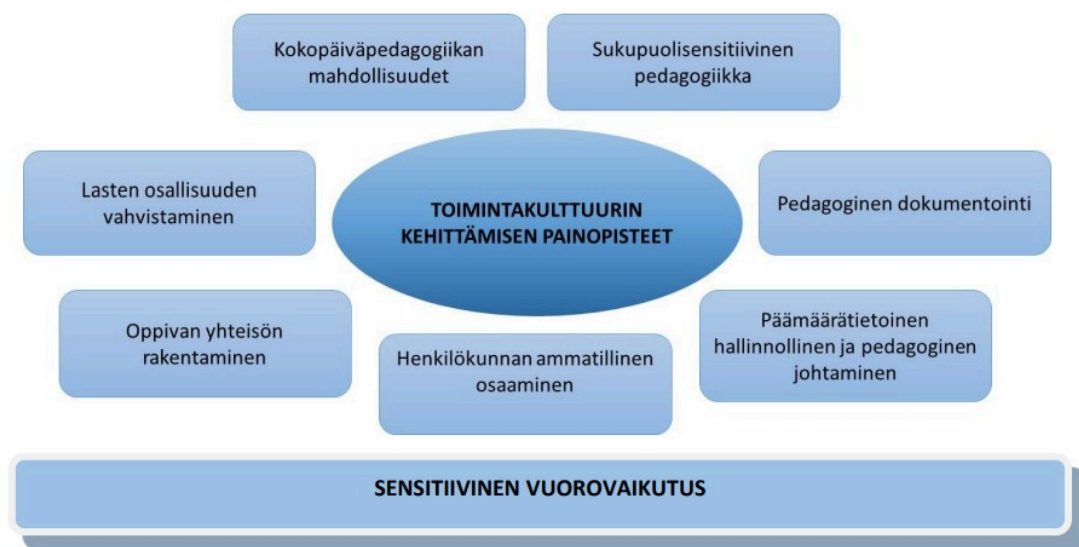 Kokopäiväpedagogiikan
mahdollisuudet
Sukupuolisensitiivinen
pedagogiikka
Lasten osallisuuden
vahvistaminen
TOIMINTAKULTTUURIN
KEHITTÄMISEN PAINOPISTEET
Pedagoginen dokumentointi
Oppivan yhteisön
rakentaminen
Henkilökunnan ammatillinen
osaaminen
Päämäärätietoinen
hallinnollinen ja pedagoginen
johtaminen
SENSITIIVINEN VUOROVAIKUTUS